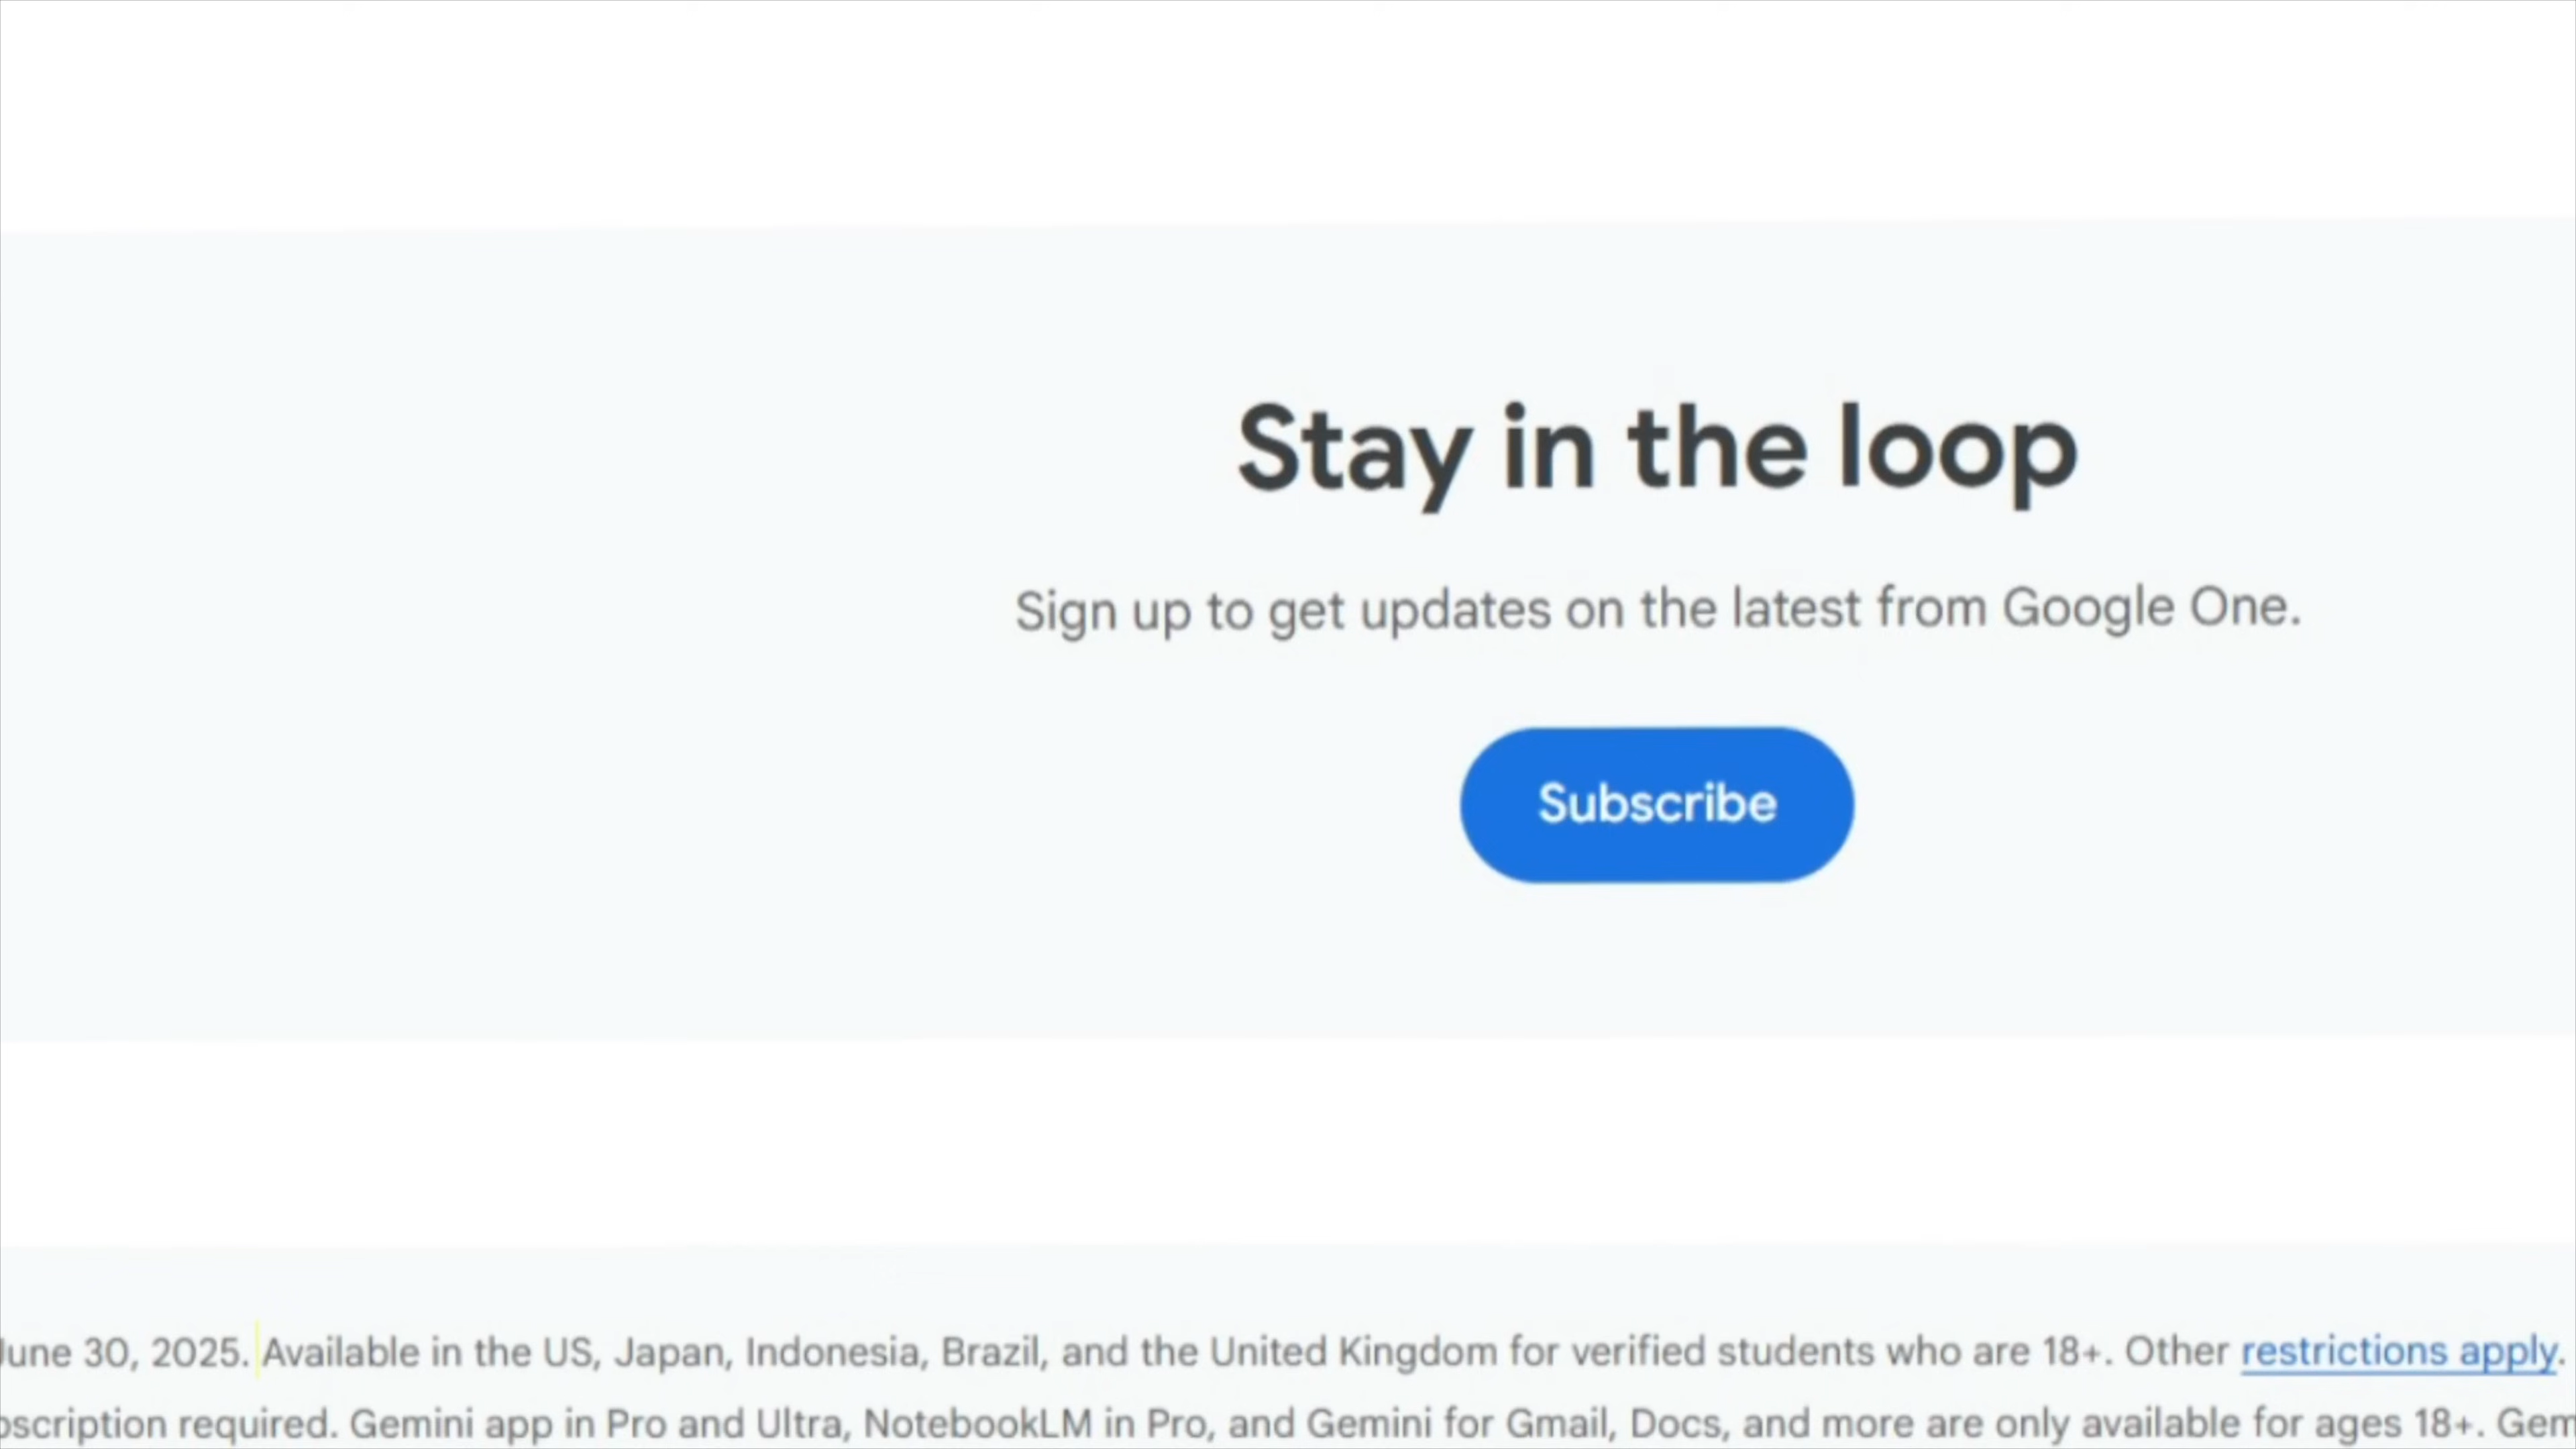 Stay in the loop
Sign up to get updates on the latest from Google One.
Subscribe
June 30, 2025. Available in the US, Japan, Indonesia, Brazil, and the United Kingdom for verified students who are 18+. Other restrictions apply.
required. Gemini app in Pro and Ultra, NotebookLM in Pro, and Gemini for Gmail, Docs, and more are only available for ages 18+.